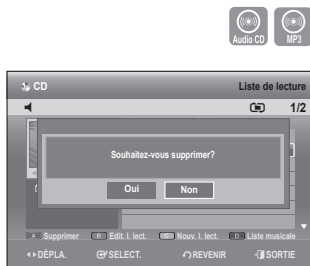 Audio CD MP3
CD Liste de lecture
1/2
Souhaitez-vous supprimer?
Oui Non
A Supprimer B Edit. l. lect. C Nouv. l. lect. D Liste musicale
DÉPLA. SELECT. REVENIR SORTIE